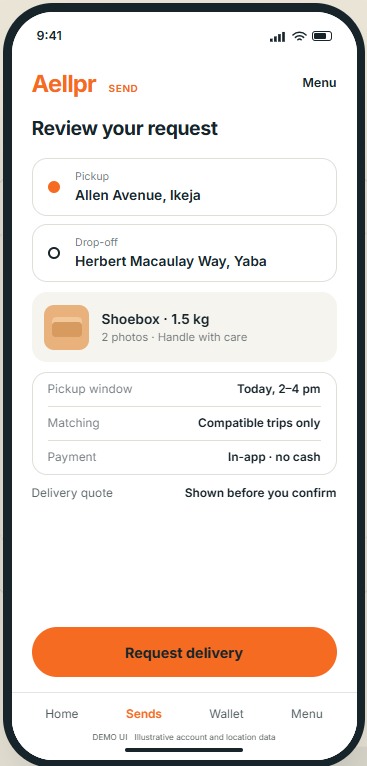 9:41
Aellpr SEND Menu
Review your request
Pickup
Allen Avenue, Ikeja
Drop-off
Herbert Macaulay Way, Yaba
Shoebox · 1.5 kg
2 photos · Handle with care
Pickup window Today, 2–4 pm
Matching Compatible trips only
Payment In-app · no cash
Delivery quote Shown before you confirm
Request delivery
Home Sends Wallet Menu
DEMO UI Illustrative account and location data